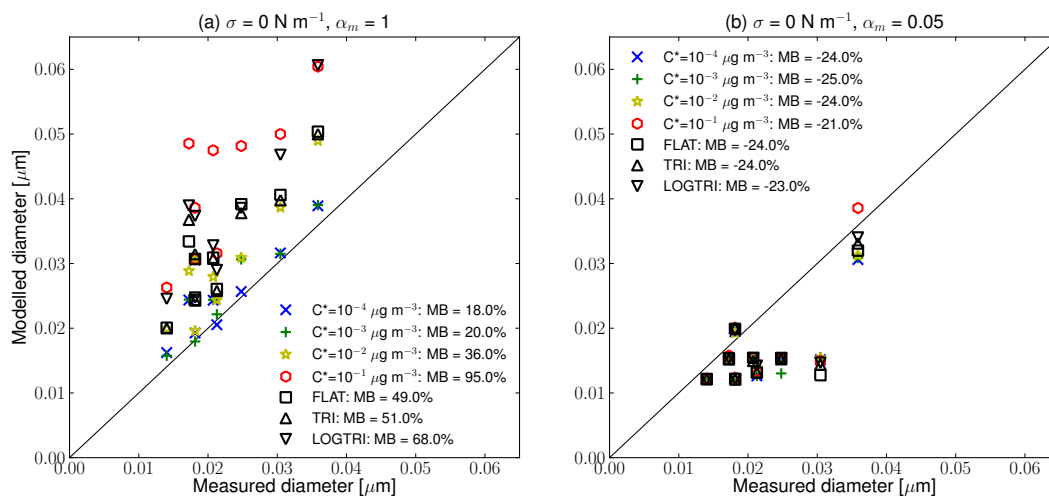 (a) σ = 0 N m⁻¹, αₘ = 1
0.06
0.05
0.04
0.03
0.02
0.01
0.00
Modelled diameter [μm]
C*=10⁻⁴ μg m⁻³: MB = 18.0%
C*=10⁻³ μg m⁻³: MB = 20.0%
C*=10⁻² μg m⁻³: MB = 36.0%
C*=10⁻¹ μg m⁻³: MB = 95.0%
FLAT: MB = 49.0%
TRI: MB = 51.0%
LOGTRI: MB = 68.0%
0.00 0.01 0.02 0.03 0.04 0.05 0.06
Measured diameter [μm]
(b) σ = 0 N m⁻¹, αₘ = 0.05
C*=10⁻⁴ μg m⁻³: MB = -24.0%
C*=10⁻³ μg m⁻³: MB = -25.0%
C*=10⁻² μg m⁻³: MB = -24.0%
C*=10⁻¹ μg m⁻³: MB = -21.0%
FLAT: MB = -24.0%
TRI: MB = -24.0%
LOGTRI: MB = -23.0%
0.06
0.05
0.04
0.03
0.02
0.01
0.00
0.00 0.01 0.02 0.03 0.04 0.05 0.06
Measured diameter [μm]